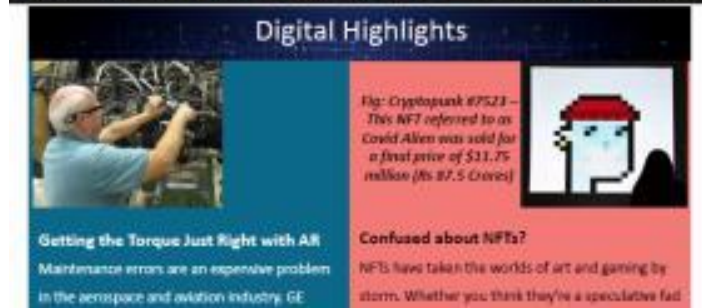 Digital Highlights
Fig: Cryptopunk #7523 –
This NFT referred to as
Covid Alien was sold for
a final price of $11.75
million (Rs 87.5 Crores)
Getting the Torque Just Right with AR
Maintenance errors are an expensive problem
in the aerospace and aviation industry. GE
Confused about NFTs?
NFTs have taken the worlds of art and gaming by
storm. Whether you think they're a speculative fad